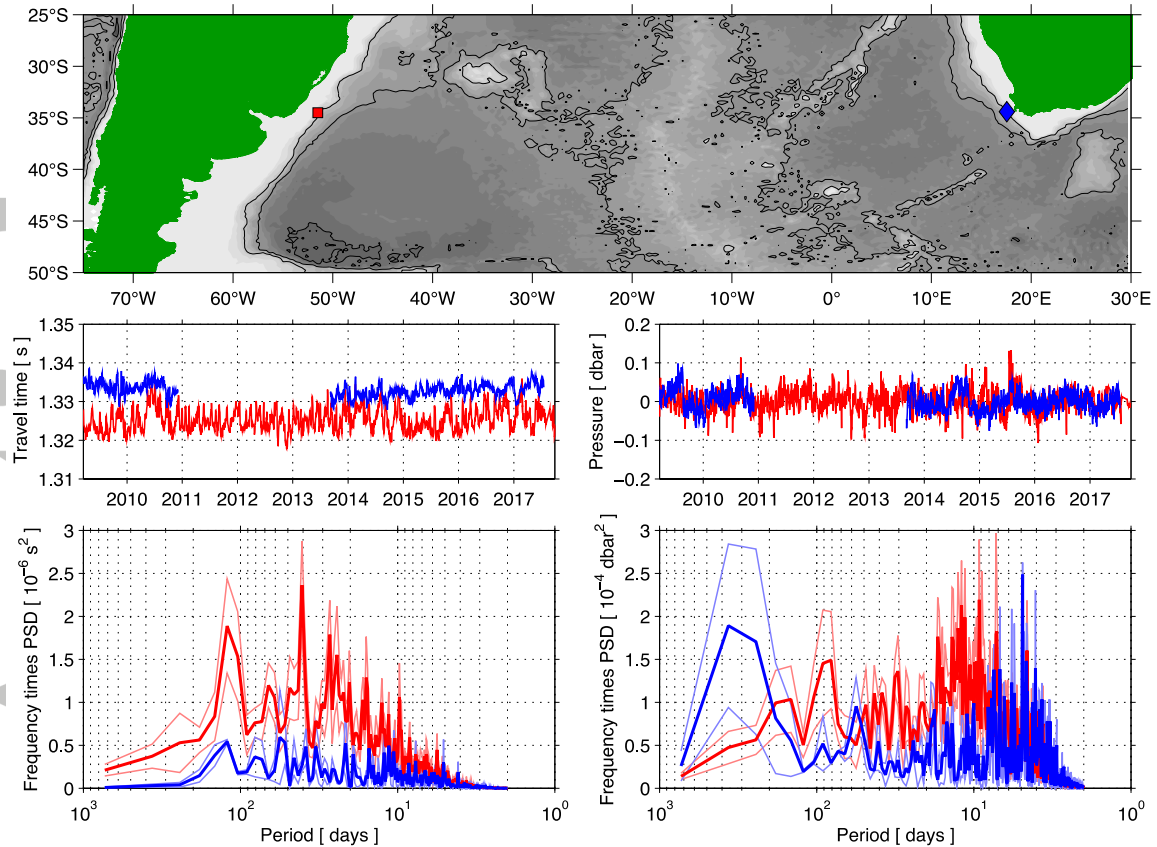 25°S
30°S
35°S
40°S
45°S
50°S
70°W 60°W 50°W 40°W 30°W 20°W 10°W 0° 10°E 20°E 30°E
Travel time [ s ]
1.35
1.34
1.33
1.32
1.31
2010 2011 2012 2013 2014 2015 2016 2017
Pressure [ dbar ]
0.2
0.1
0
−0.1
−0.2
2010 2011 2012 2013 2014 2015 2016 2017
Frequency times PSD [ 10⁻⁶ s² ]
3
2.5
2
1.5
1
0.5
0
10³ 10² 10¹ 10⁰
Period [ days ]
Frequency times PSD [ 10⁻⁴ dbar² ]
3
2.5
2
1.5
1
0.5
0
10³ 10² 10¹ 10⁰
Period [ days ]